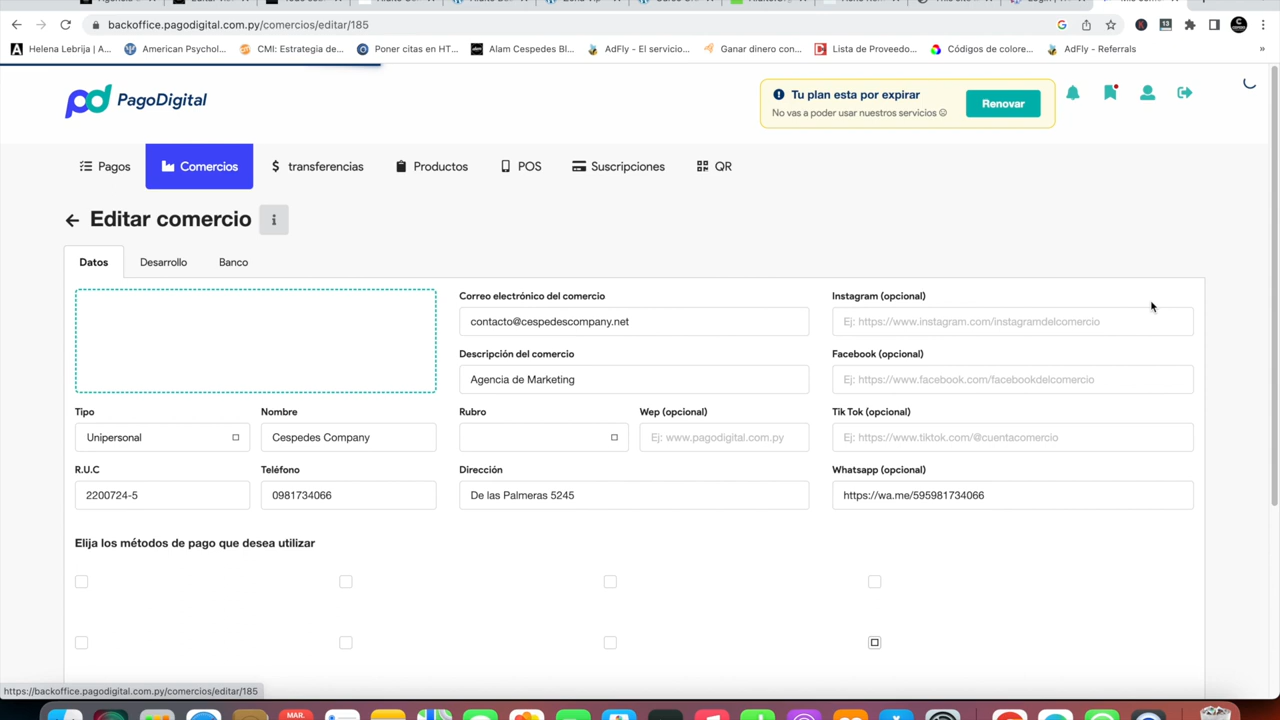 backoffice.pagodigital.com.py/comercios/editar/185
Helena Lebrija | A...
American Psychol...
CMI: Estrategia de...
Poner citas en HT...
Alam Cespedes Bl...
AdFly - El servicio...
Ganar dinero con...
Lista de Proveedo...
Códigos de colore...
AdFly - Referrals
»
pd PagoDigital
Tu plan esta por expirar
No vas a poder usar nuestros servicios
Renovar
Pagos
Comercios
transferencias
Productos
POS
Suscripciones
QR
Editar comercio
i
Datos
Desarrollo
Banco
Correo electrónico del comercio
Instagram (opcional)
contacto@cespedescompany.net
Ej: https://www.instagram.com/instagramdelcomercio
Descripción del comercio
Facebook (opcional)
Agencia de Marketing
Ej: https://www.facebook.com/facebookdelcomercio
Tipo
Nombre
Rubro
Wep (opcional)
Tik Tok (opcional)
Unipersonal
Cespedes Company
Ej: www.pagodigital.com.py
Ej: https://www.tiktok.com/@cuentacomercio
R.U.C
Teléfono
Dirección
Whatsapp (opcional)
2200724-5
0981734066
De las Palmeras 5245
https://wa.me/595981734066
Elija los métodos de pago que desea utilizar
https://backoffice.pagodigital.com.py/comercios/editar/185
MAR.